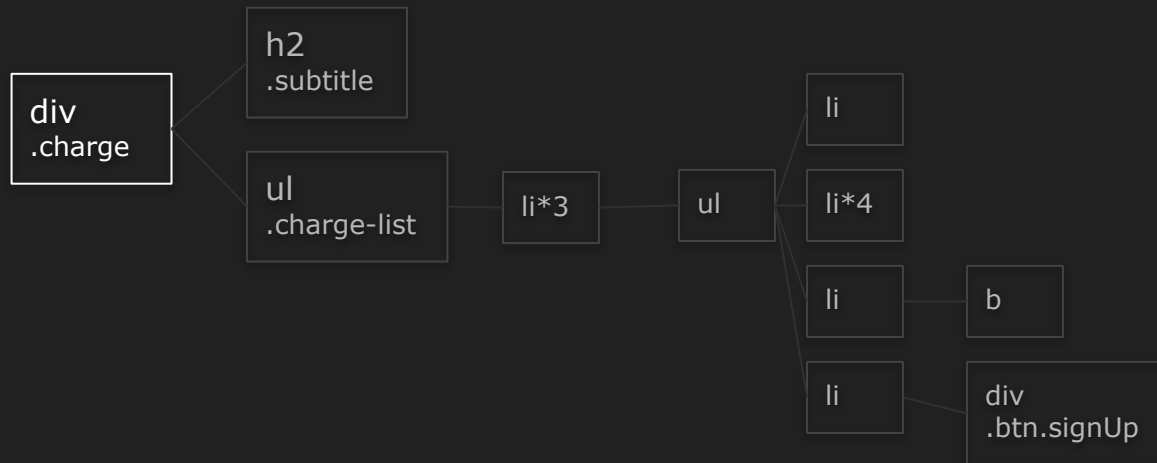 div
.charge
h2
.subtitle
ul
.charge-list
li*3
ul
li
li*4
li
b
li
div
.btn.signUp